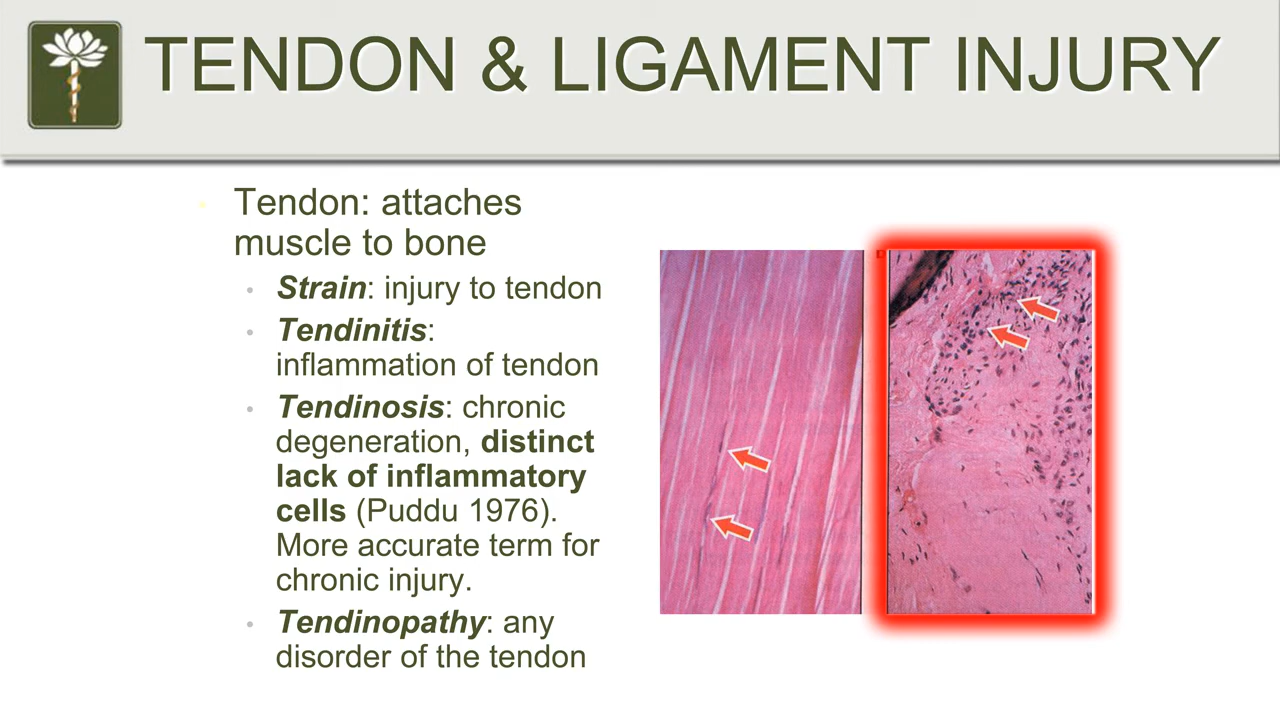 TENDON & LIGAMENT INJURY
Tendon: attaches
muscle to bone
Strain: injury to tendon
Tendinitis:
inflammation of tendon
Tendinosis: chronic
degeneration, distinct
lack of inflammatory
cells (Puddu 1976).
More accurate term for
chronic injury.
Tendinopathy: any
disorder of the tendon